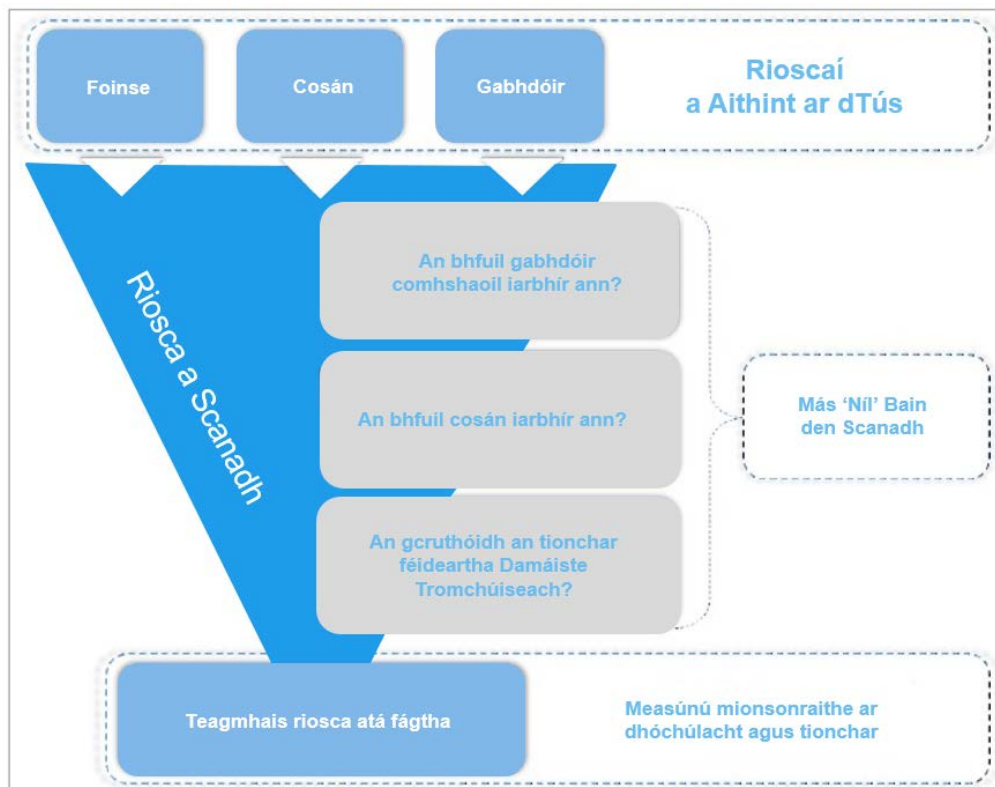 Foinse
Cosán
Gabhdóir
Rioscaí
a Aithint ar dTús
Riosca a Scanadh
An bhfuil gabhdóir
comhshaoil iarbhír ann?
An bhfuil cosán iarbhír ann?
An gcruthóidh an tionchar
féideartha Damáiste
Tromchúiseach?
Más ‘Níl’ Bain
den Scanadh
Teagmhais riosca atá fágtha
Measúnú mionsonraithe ar
dhóchúlacht agus tionchar